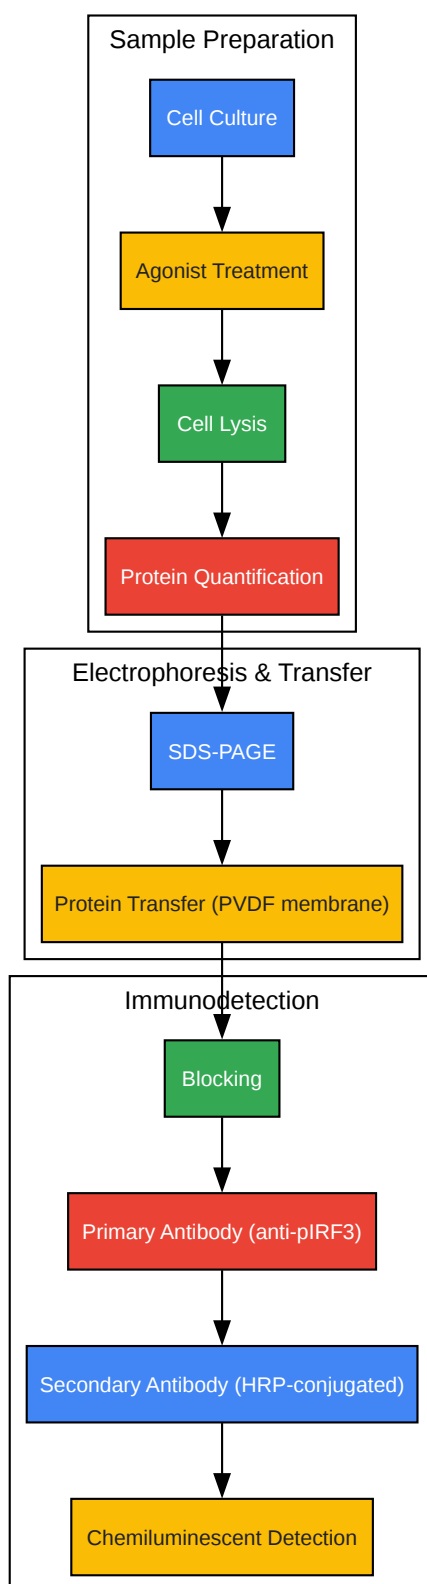 Sample Preparation
Cell Culture
Agonist Treatment
Cell Lysis
Protein Quantification
Electrophoresis & Transfer
SDS-PAGE
Protein Transfer (PVDF membrane)
Immunodetection
Blocking
Primary Antibody (anti-pIRF3)
Secondary Antibody (HRP-conjugated)
Chemiluminescent Detection